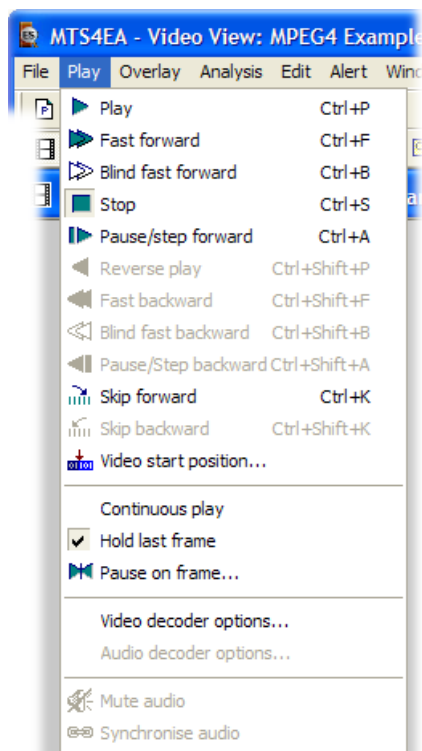 MTS4EA - Video View: MPEG4 Example
File Play Overlay Analysis Edit Alert
Play Ctrl+P
Fast forward Ctrl+F
Blind fast forward Ctrl+B
Stop Ctrl+S
Pause/step forward Ctrl+A
Reverse play Ctrl+Shift+P
Fast backward Ctrl+Shift+F
Blind fast backward Ctrl+Shift+B
Pause/Step backward Ctrl+Shift+A
Skip forward Ctrl+K
Skip backward Ctrl+Shift+K
Video start position...
Continuous play
Hold last frame
Pause on frame...
Video decoder options...
Audio decoder options...
Mute audio
Synchronise audio